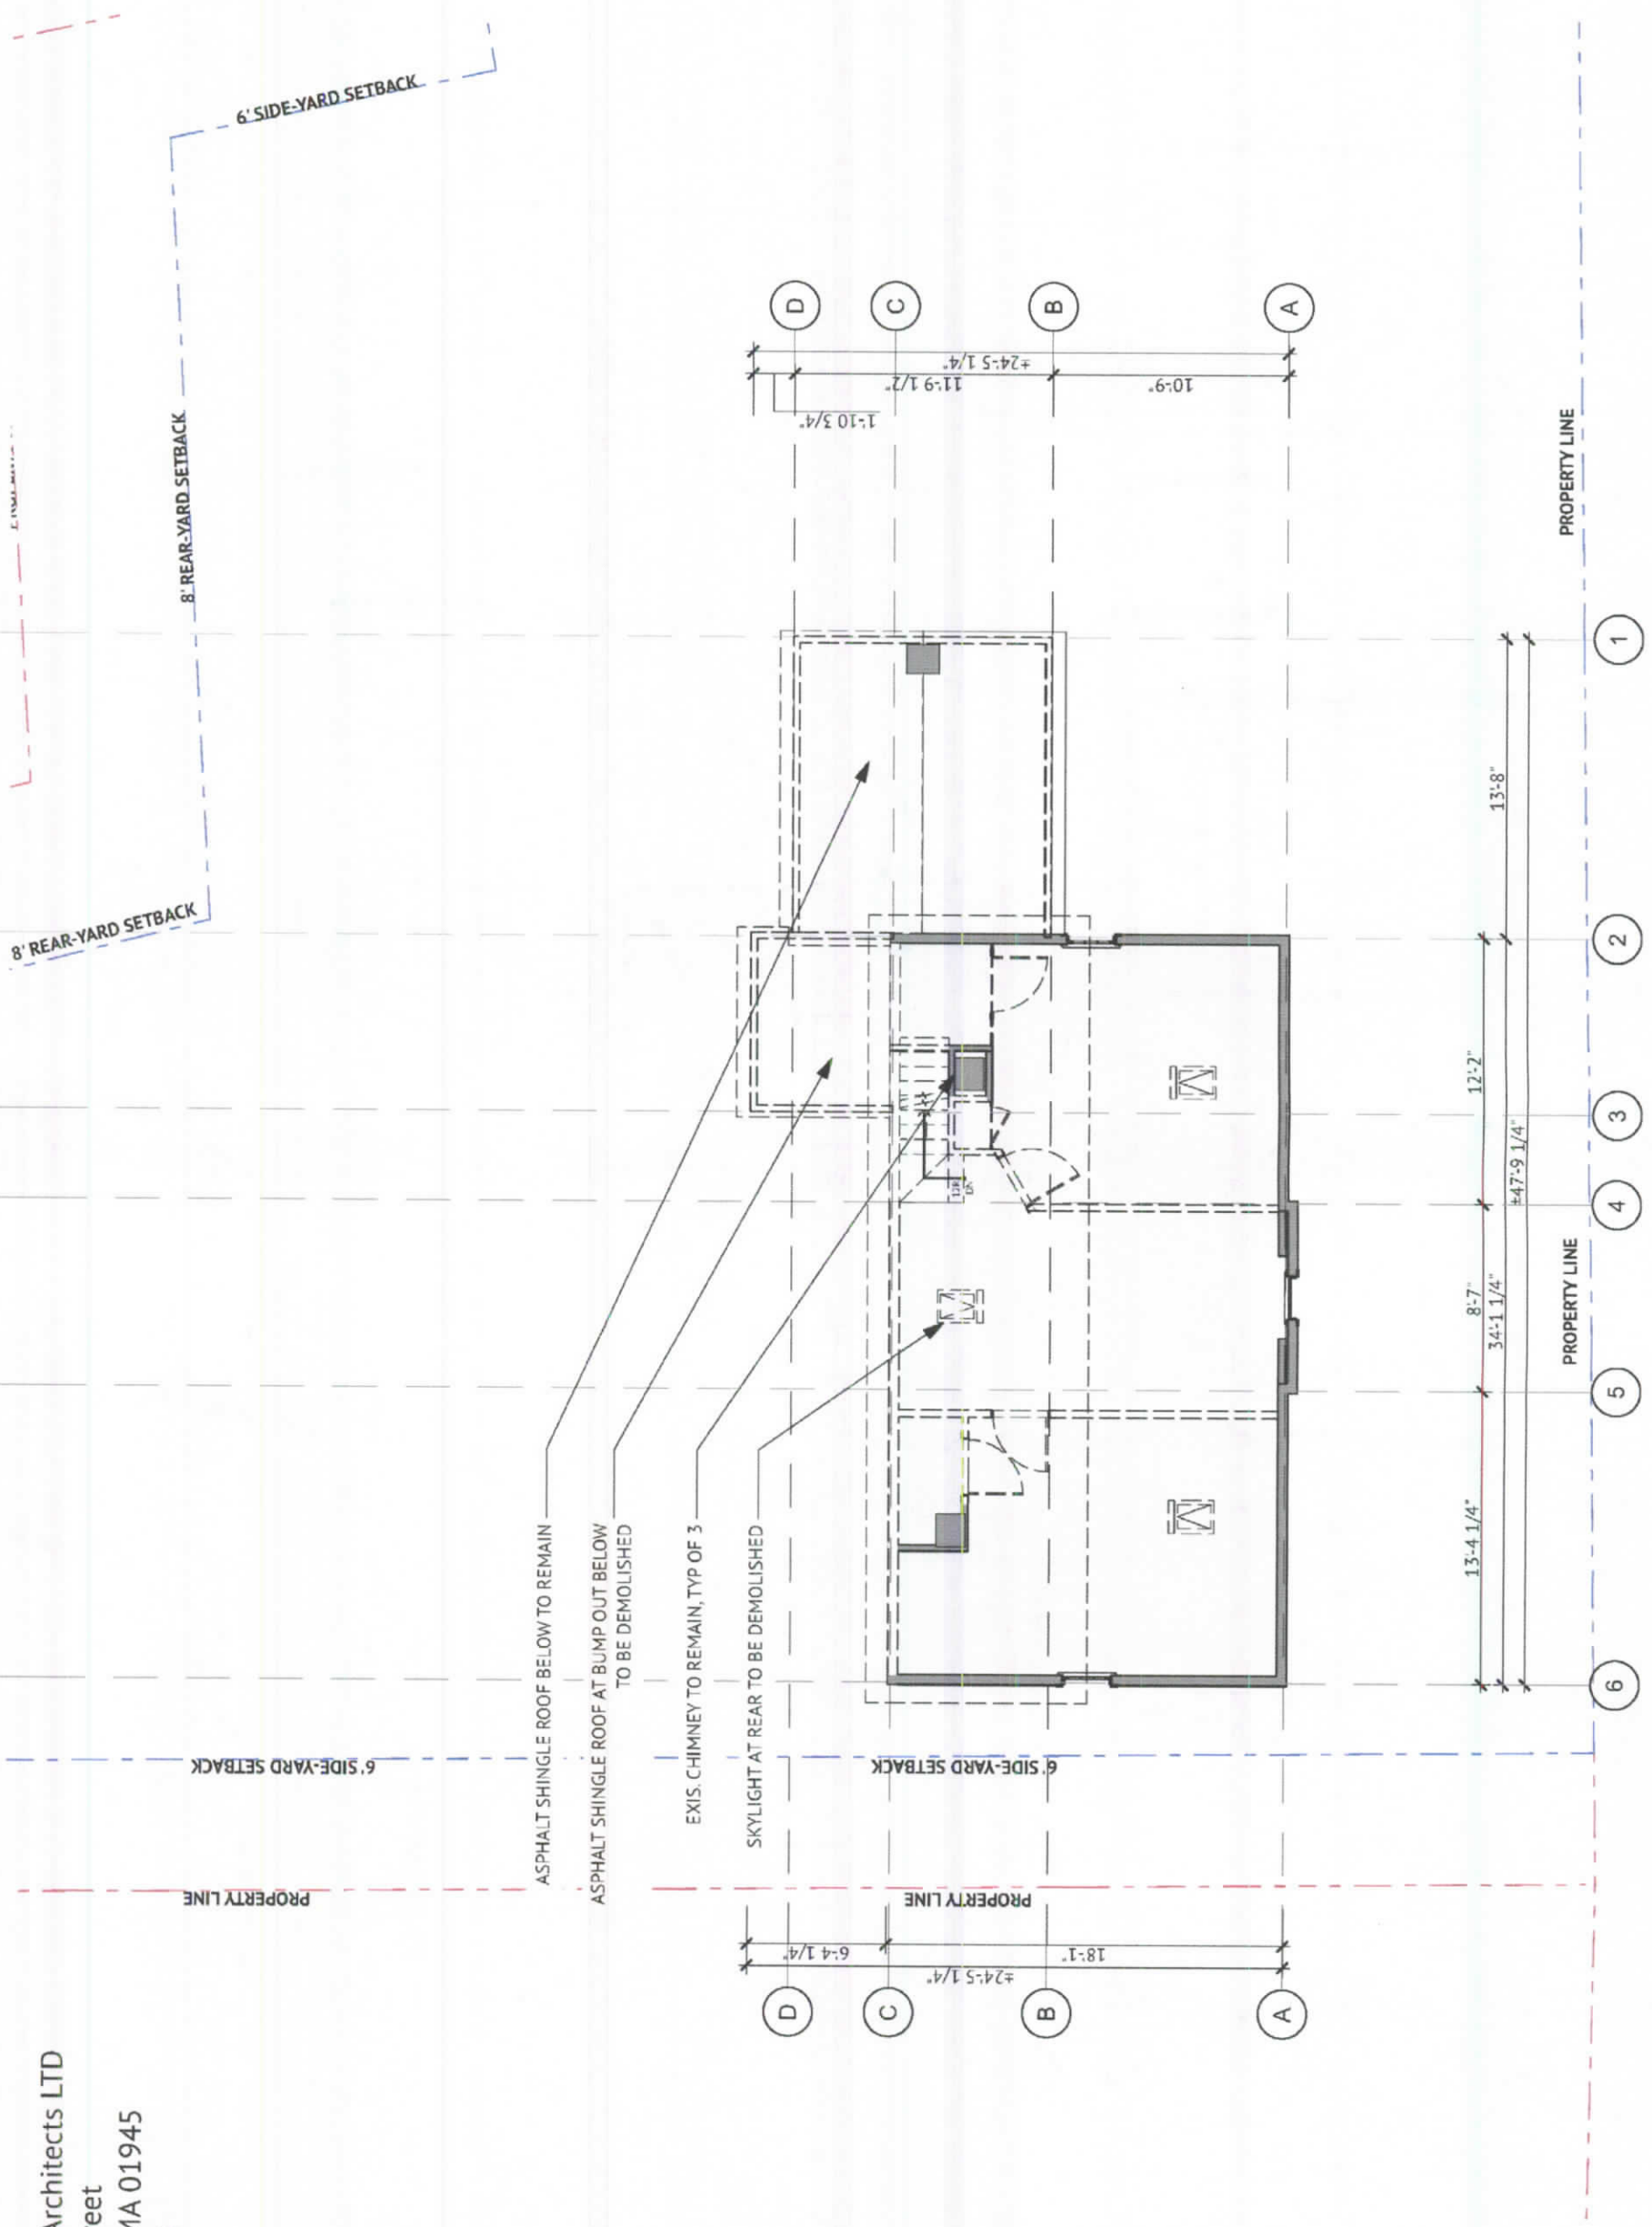 Architects LTD
MA 01945
8' REAR-YARD SETBACK
8' REAR-YARD SETBACK
6' SIDE-YARD SETBACK
6' SIDE-YARD SETBACK
6' SIDE-YARD SETBACK
PROPERTY LINE
PROPERTY LINE
ASPHALT SHINGLE ROOF BELOW TO REMAIN
ASPHALT SHINGLE ROOF AT BUMP OUT BELOW
TO BE DEMOLISHED
EXIS. CHIMNEY TO REMAIN, TYP OF 3
SKYLIGHT AT REAR TO BE DEMOLISHED
D
C
B
A
6'-4 1/4"
18'-1"
±24'-5 1/4"
D
C
B
A
1'-10 3/4"
11'-9 1/2"
10'-9"
±24'-5 1/4"
DN
13'-4 1/4"
8'-7"
12'-2"
34'-1 1/4"
13'-8"
±47'-9 1/4"
PROPERTY LINE
PROPERTY LINE
6
5
4
3
2
1